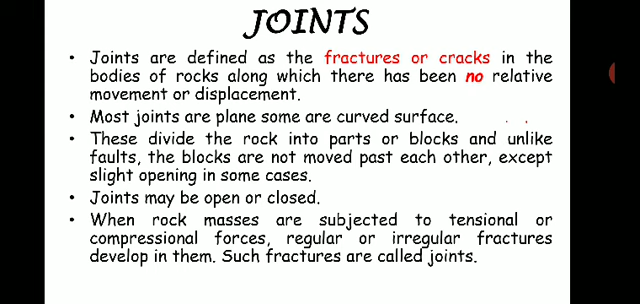 JOINTS
• Joints are defined as the fractures or cracks in the
bodies of rocks along which there has been no relative
movement or displacement.
• Most joints are plane some are curved surface.
• These divide the rock into parts or blocks and unlike
faults, the blocks are not moved past each other, except
slight opening in some cases.
• Joints may be open or closed.
• When rock masses are subjected to tensional or
compressional forces, regular or irregular fractures
develop in them. Such fractures are called joints.